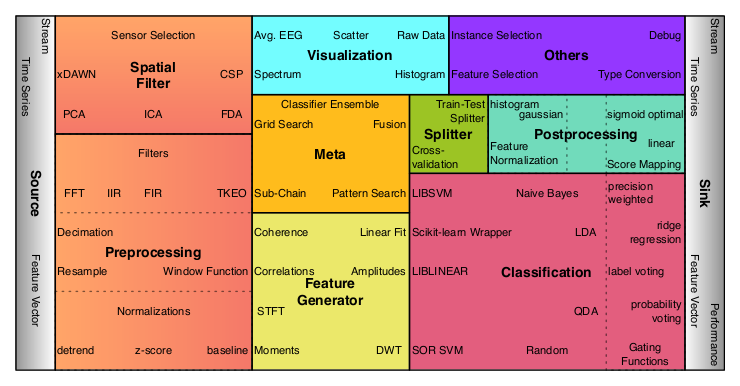 Stream
Time Series
Source
Feature Vector
Sensor Selection
xDAWN
Spatial
Filter
CSP
PCA
ICA
FDA
Filters
FFT
IIR
FIR
TKEO
Decimation
Preprocessing
Resample
Window Function
Normalizations
detrend
z-score
baseline
Avg. EEG
Scatter
Raw Data
Visualization
Spectrum
Histogram
Instance Selection
Debug
Others
Feature Selection
Type Conversion
Classifier Ensemble
Grid Search
Fusion
Meta
Sub-Chain
Pattern Search
Train-Test
Splitter
Splitter
Cross-
validation
histogram
gaussian
sigmoid optimal
Postprocessing
linear
Feature
Normalization
Score Mapping
Coherence
Linear Fit
Correlations
Amplitudes
Feature
Generator
STFT
Moments
DWT
LIBSVM
Naive Bayes
precision
weighted
Scikit-learn Wrapper
LDA
ridge
regression
LIBLINEAR
Classification
label voting
QDA
probability
voting
SOR SVM
Random
Gating
Functions
Stream
Time Series
Sink
Feature Vector
Performance